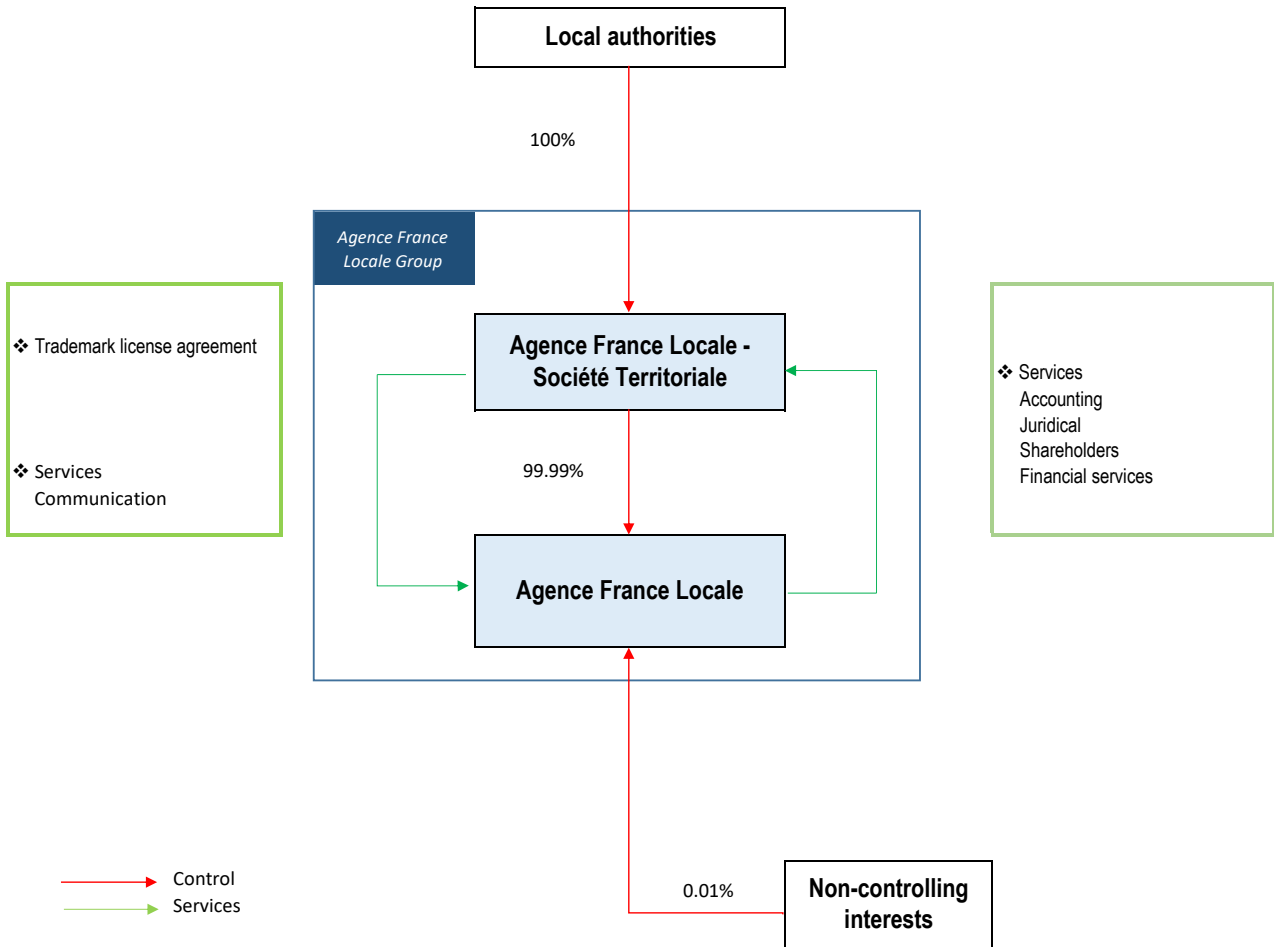 Local authorities
100%
Agence France
Locale Group
❖ Trademark license agreement
❖ Services
Communication
Agence France Locale -
Société Territoriale
99.99%
Agence France Locale
❖ Services
Accounting
Juridical
Shareholders
Financial services
Control
Services
0.01%
Non-controlling
interests